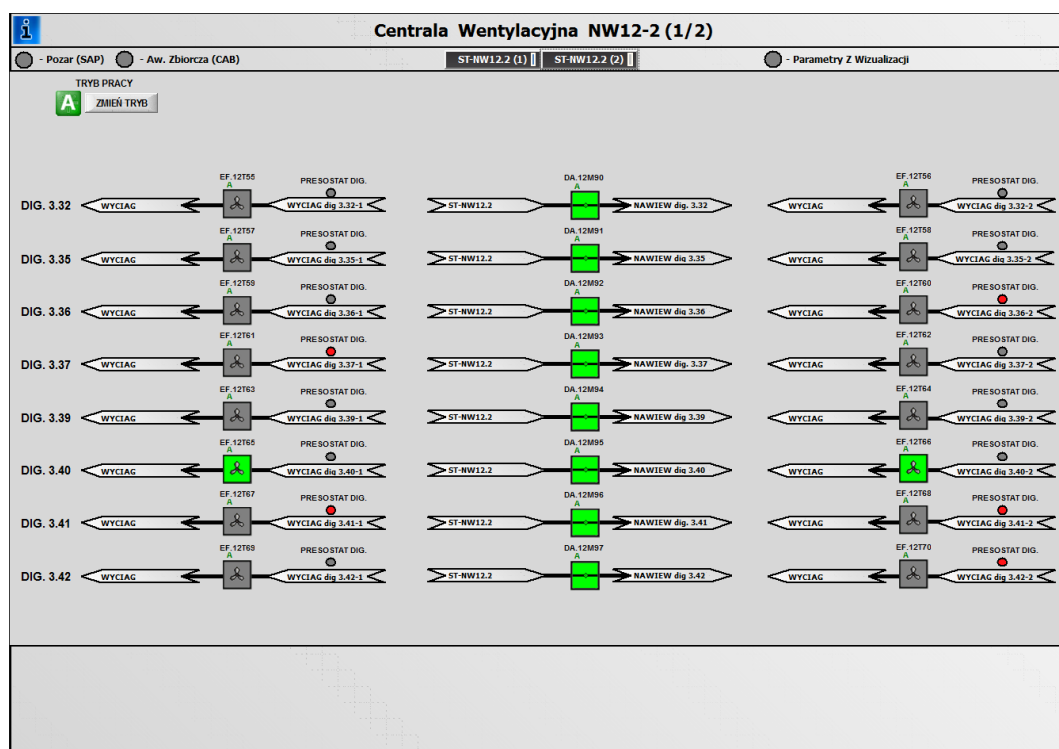 Centrala Wentylacyjna NW12-2 (1/2)
- Pozar (SAP) - Aw. Zbiorcza (CAB) ST-NW12.2 (1) ST-NW12.2 (2) - Parametry Z Wizualizacji
TRYB PRACY
A ZMIEŃ TRYB
EF.12T55 PRESOSTAT DIG. DA.12M90 EF.12T56 PRESOSTAT DIG.
A A A
DIG. 3.32 WYCIAG WYCIAG dig 3.32-1 ST-NW12.2 NAWIEW dig. 3.32 WYCIAG WYCIAG dig 3.32-2
EF.12T57 PRESOSTAT DIG. DA.12M91 EF.12T58 PRESOSTAT DIG.
A A A
DIG. 3.35 WYCIAG WYCIAG dig 3.35-1 ST-NW12.2 NAWIEW dig 3.35 WYCIAG WYCIAG dig 3.35-2
EF.12T59 PRESOSTAT DIG. DA.12M92 EF.12T60 PRESOSTAT DIG.
A A A
DIG. 3.36 WYCIAG WYCIAG dig 3.36-1 ST-NW12.2 NAWIEW dig 3.36 WYCIAG WYCIAG dig 3.36-2
EF.12T61 PRESOSTAT DIG. DA.12M93 EF.12T62 PRESOSTAT DIG.
A A A
DIG. 3.37 WYCIAG WYCIAG dig 3.37-1 ST-NW12.2 NAWIEW dig. 3.37 WYCIAG WYCIAG dig 3.37-2
EF.12T63 PRESOSTAT DIG. DA.12M94 EF.12T64 PRESOSTAT DIG.
A A A
DIG. 3.39 WYCIAG WYCIAG dig 3.39-1 ST-NW12.2 NAWIEW dig 3.39 WYCIAG WYCIAG dig 3.39-2
EF.12T65 PRESOSTAT DIG. DA.12M95 EF.12T66 PRESOSTAT DIG.
A A A
DIG. 3.40 WYCIAG WYCIAG dig 3.40-1 ST-NW12.2 NAWIEW dig 3.40 WYCIAG WYCIAG dig 3.40-2
EF.12T67 PRESOSTAT DIG. DA.12M96 EF.12T68 PRESOSTAT DIG.
A A A
DIG. 3.41 WYCIAG WYCIAG dig 3.41-1 ST-NW12.2 NAWIEW dig. 3.41 WYCIAG WYCIAG dig 3.41-2
EF.12T69 PRESOSTAT DIG. DA.12M97 EF.12T70 PRESOSTAT DIG.
A A A
DIG. 3.42 WYCIAG WYCIAG dig 3.42-1 ST-NW12.2 NAWIEW dig 3.42 WYCIAG WYCIAG dig 3.42-2